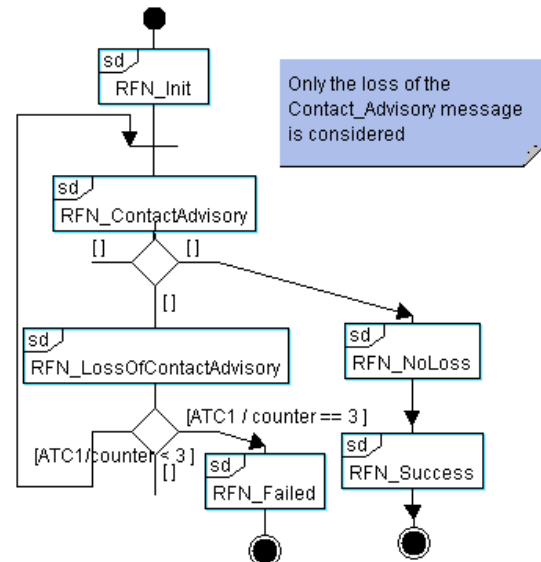 sd
RFN_Init
Only the loss of the
Contact_Advisory message
is considered
sd
RFN_ContactAdvisory
[ ]
[ ]
[ ]
sd
RFN_LossOfContactAdvisory
sd
RFN_NoLoss
[ATC1 / counter == 3 ]
[ATC1/counter < 3 ]
[ ]
sd
RFN_Failed
sd
RFN_Success